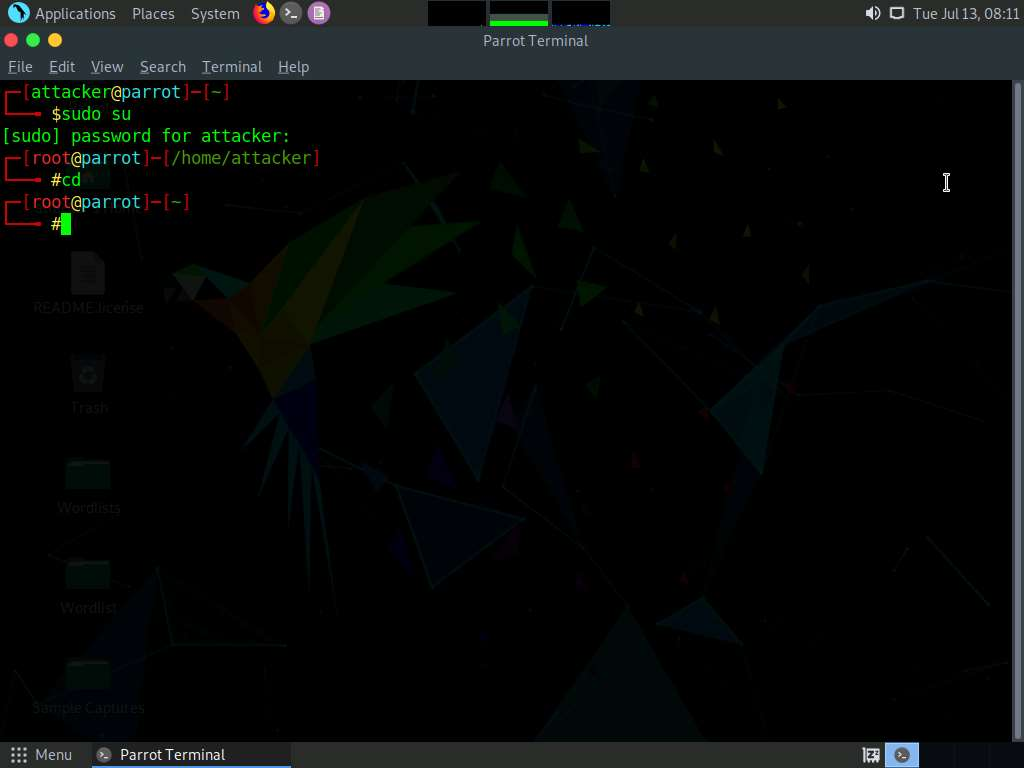 Applications Places System Tue Jul 13, 08:11
Parrot Terminal
File Edit View Search Terminal Help
┌─[attacker@parrot]─[~]
└──╼ $sudo su
[sudo] password for attacker:
┌─[root@parrot]─[/home/attacker]
└──╼ #cd
┌─[root@parrot]─[~]
└──╼ #
README.license
Trash
Wordlists
Wordlist
Sample Captures
Menu Parrot Terminal